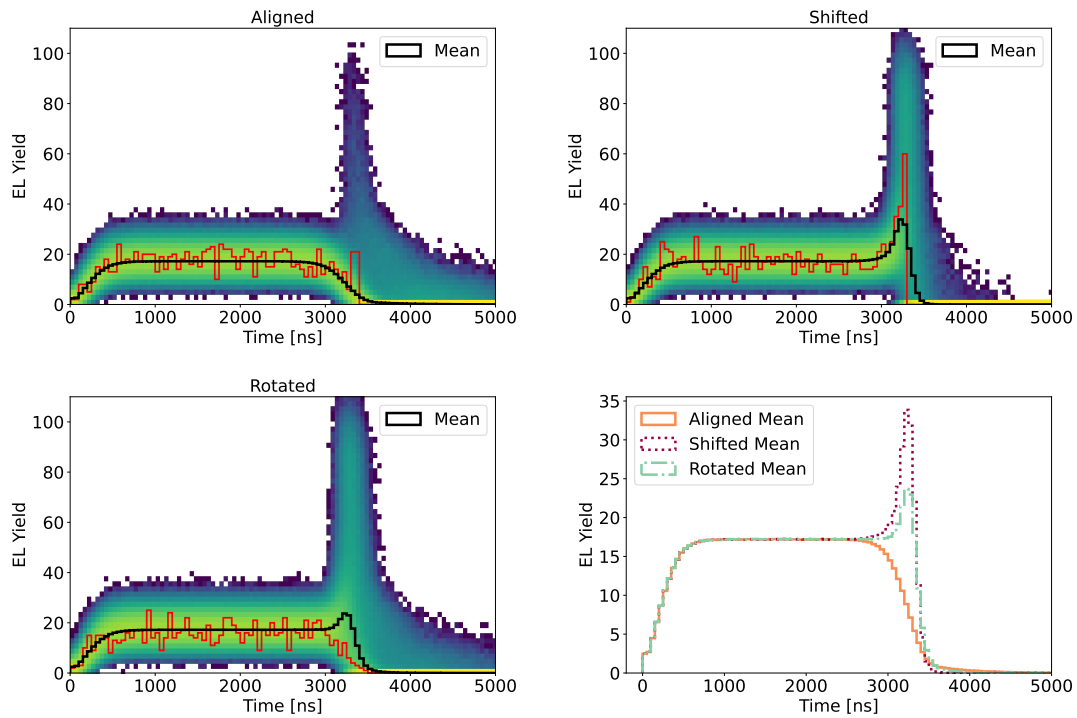 Aligned
Mean
EL Yield
100
80
60
40
20
0
0 1000 2000 3000 4000 5000
Time [ns]
Shifted
Mean
EL Yield
100
80
60
40
20
0
0 1000 2000 3000 4000 5000
Time [ns]
Rotated
Mean
EL Yield
100
80
60
40
20
0
0 1000 2000 3000 4000 5000
Time [ns]
Aligned Mean
Shifted Mean
Rotated Mean
EL Yield
35
30
25
20
15
10
5
0
0 1000 2000 3000 4000 5000
Time [ns]